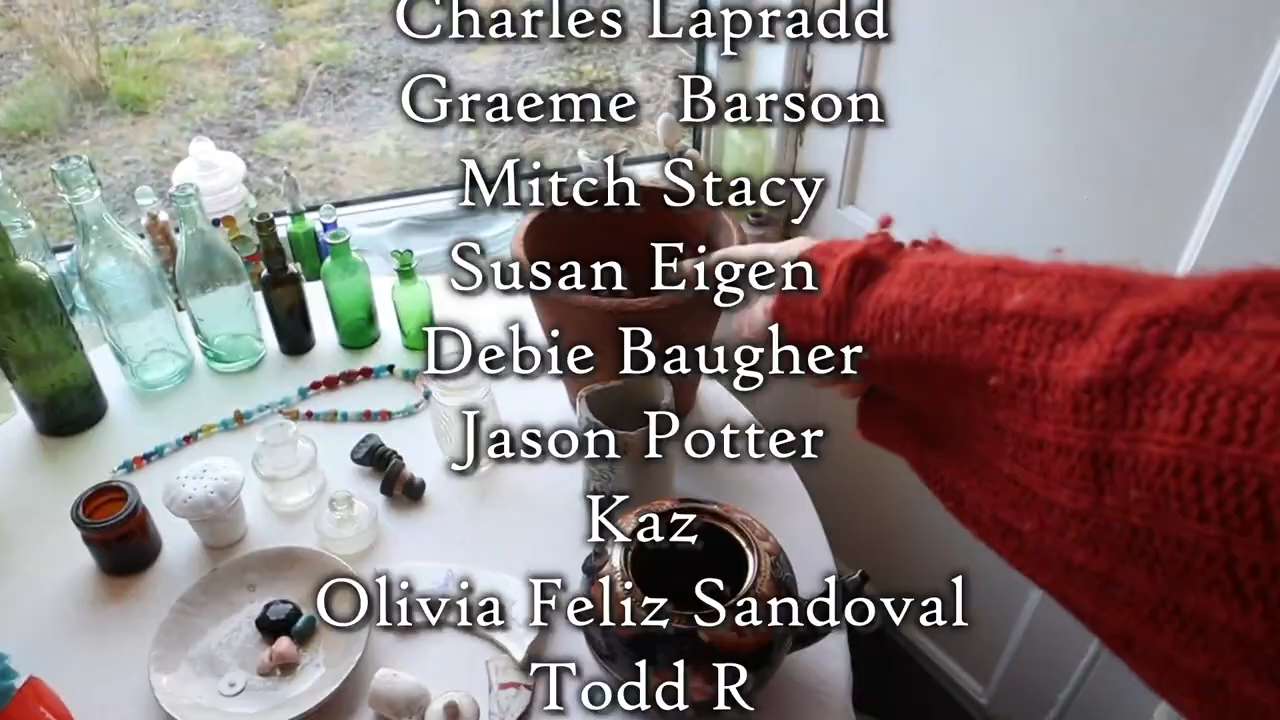 Charles Lapradd
Graeme Barson
Mitch Stacy
Susan Eigen
Debie Baugher
Jason Potter
Kaz
Olivia Feliz Sandoval
Todd R